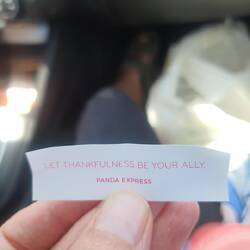 LET THANKFULNESS BE YOUR ALLY.
PANDA EXPRESS